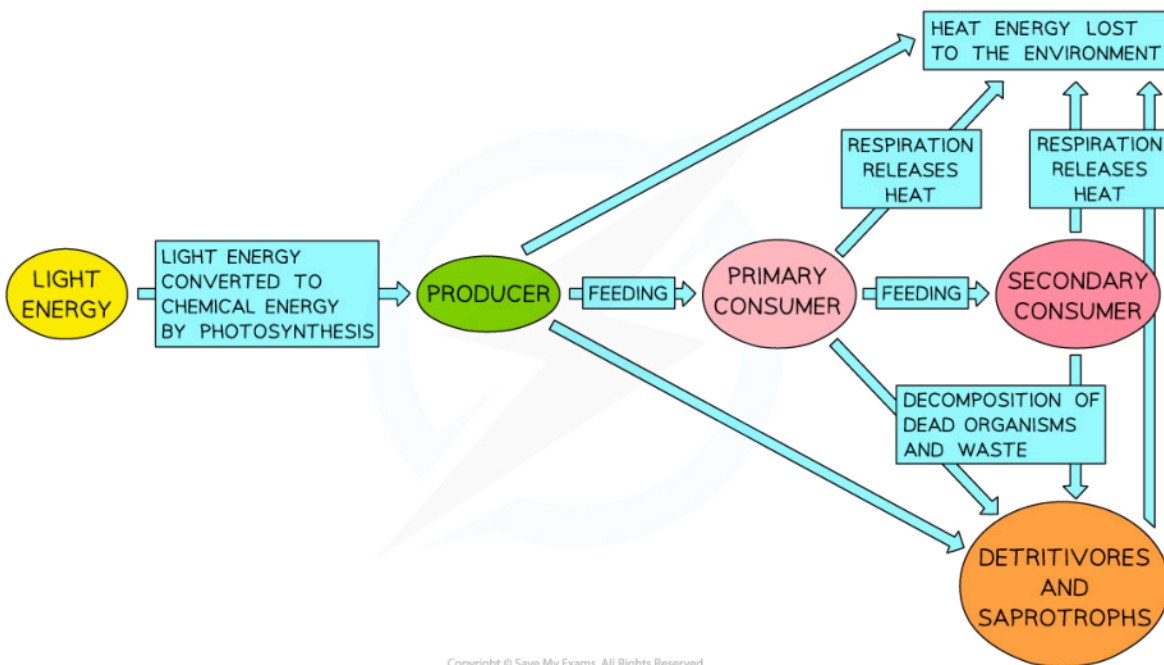 HEAT ENERGY LOST
TO THE ENVIRONMENT
RESPIRATION
RELEASES
HEAT
RESPIRATION
RELEASES
HEAT
LIGHT
ENERGY
LIGHT ENERGY
CONVERTED TO
CHEMICAL ENERGY
BY PHOTOSYNTHESIS
PRODUCER
FEEDING
PRIMARY
CONSUMER
FEEDING
SECONDARY
CONSUMER
DECOMPOSITION OF
DEAD ORGANISMS
AND WASTE
DETRITIVORES
AND
SAPROTROPHS
Copyright © Save My Exams. All Rights Reserved